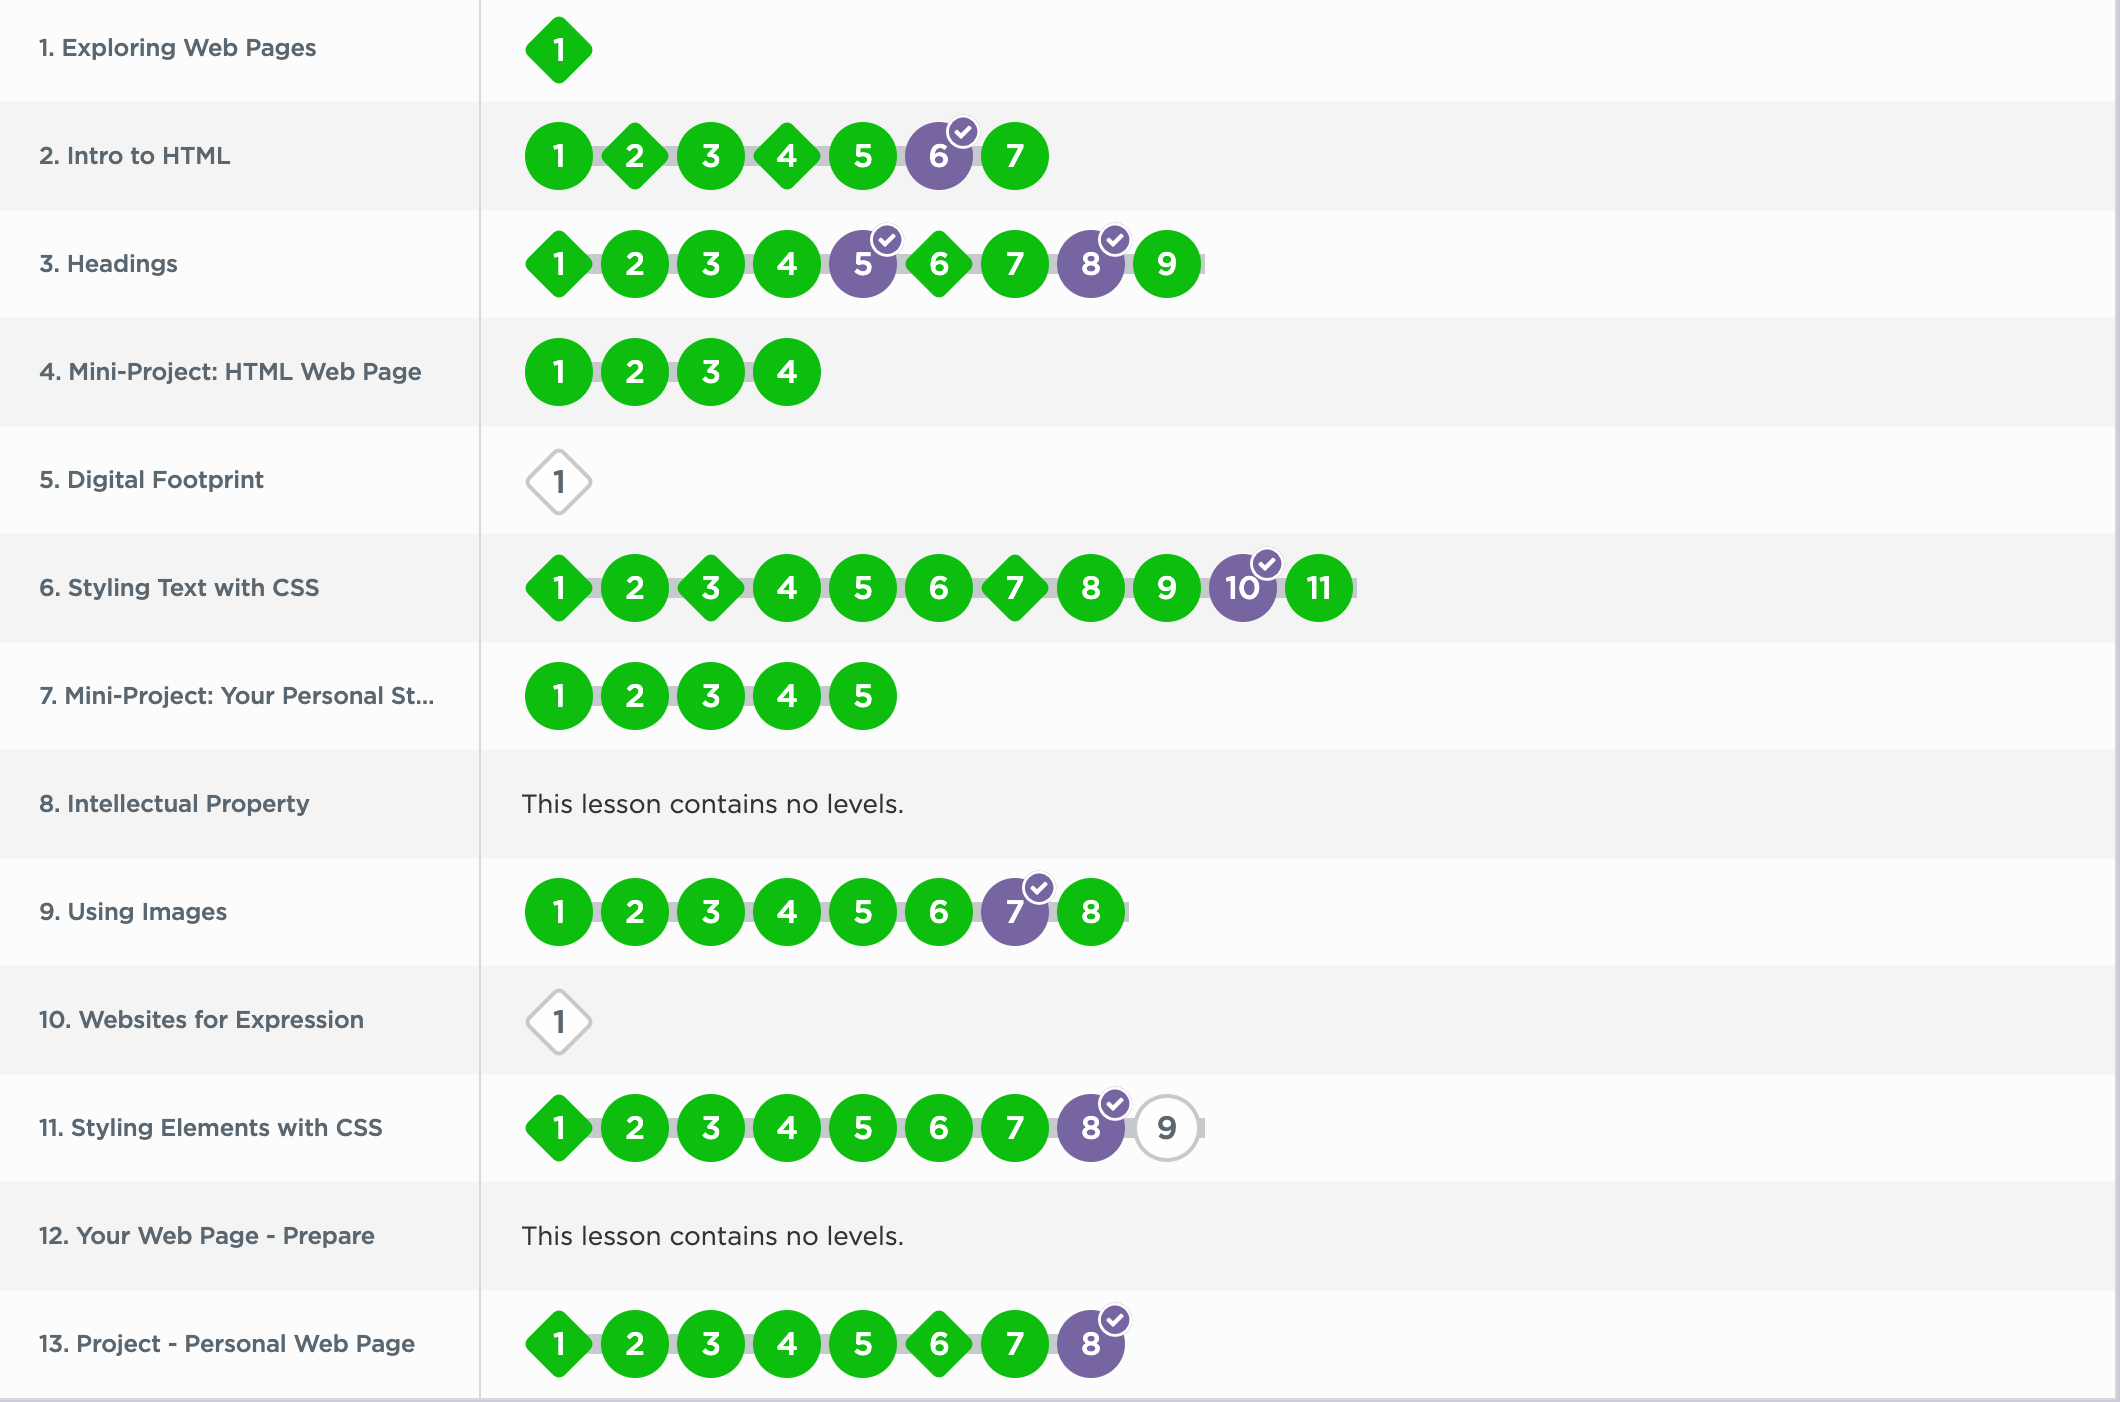 1. Exploring Web Pages
1
2. Intro to HTML
1 2 3 4 5 6 7
3. Headings
1 2 3 4 5 6 7 8 9
4. Mini-Project: HTML Web Page
1 2 3 4
5. Digital Footprint
1
6. Styling Text with CSS
1 2 3 4 5 6 7 8 9 10 11
7. Mini-Project: Your Personal St...
1 2 3 4 5
8. Intellectual Property
This lesson contains no levels.
9. Using Images
1 2 3 4 5 6 7 8
10. Websites for Expression
1
11. Styling Elements with CSS
1 2 3 4 5 6 7 8 9
12. Your Web Page - Prepare
This lesson contains no levels.
13. Project - Personal Web Page
1 2 3 4 5 6 7 8